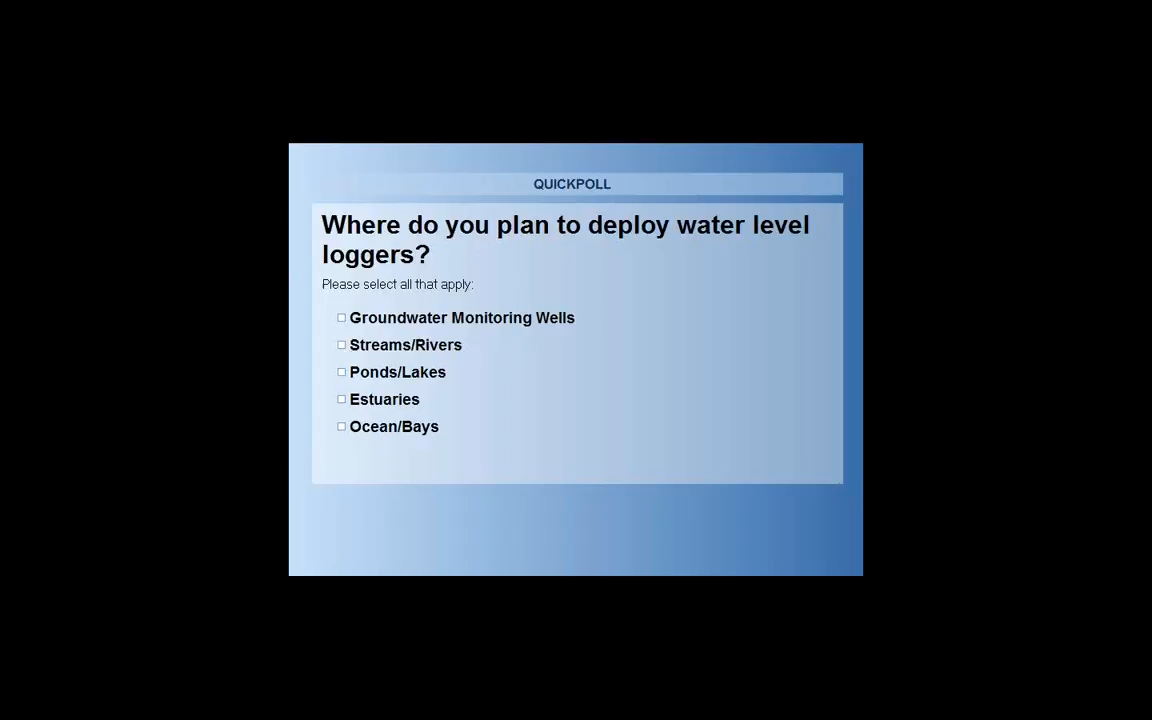 QUICKPOLL
Where do you plan to deploy water level
loggers?
Please select all that apply:
Groundwater Monitoring Wells
Streams/Rivers
Ponds/Lakes
Estuaries
Ocean/Bays